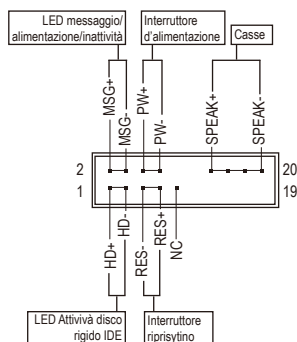 LED messaggio/
alimentazione/inattività
Interruttore
d'alimentazione
Casse
MSG+
MSG-
PW+
PW-
SPEAK+
SPEAK-
2
20
1
19
HD+
HD-
RES-
RES+
NC
LED Attivivà disco
rigido IDE
Interruttore
riprisytino